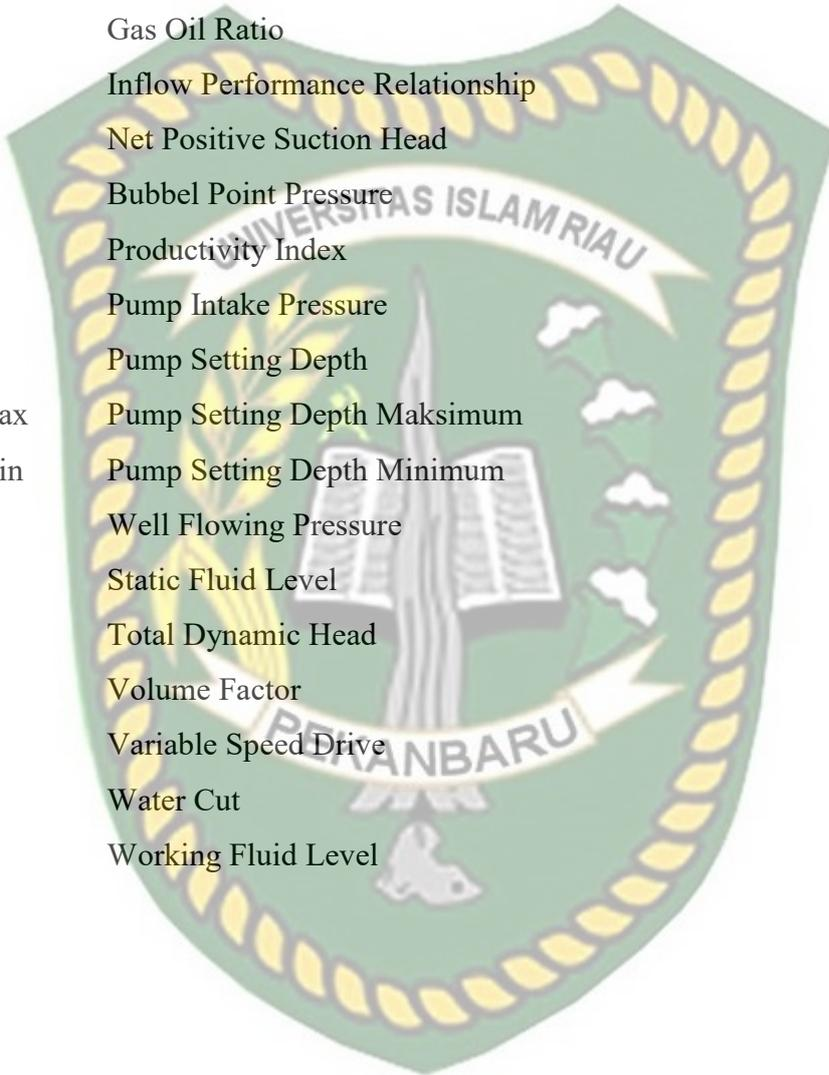 Gas Oil Ratio
Inflow Performance Relationship
Net Positive Suction Head
Bubbel Point Pressure
UNIVERSITAS ISLAM RIAU
Productivity Index
Pump Intake Pressure
Pump Setting Depth
ax Pump Setting Depth Maksimum
in Pump Setting Depth Minimum
Well Flowing Pressure
Static Fluid Level
Total Dynamic Head
Volume Factor
PEKANBARU
Variable Speed Drive
Water Cut
Working Fluid Level